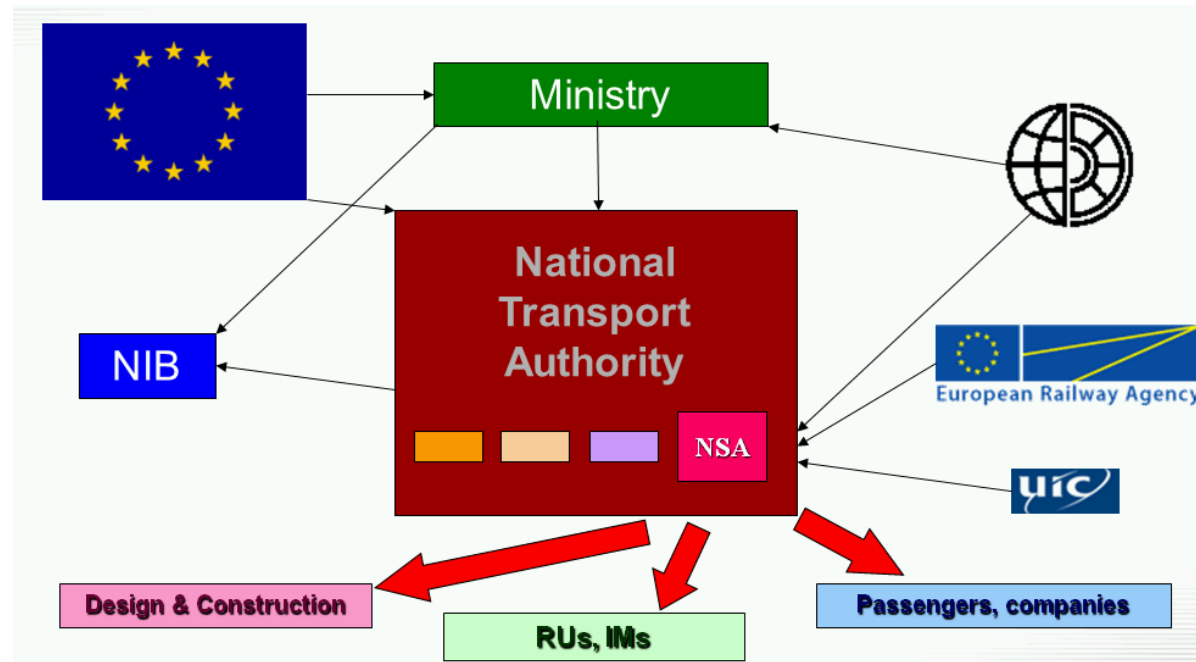 Ministry
National
Transport
Authority
NIB
European Railway Agency
NSA
uic
Design & Construction
RUs, IMs
Passengers, companies